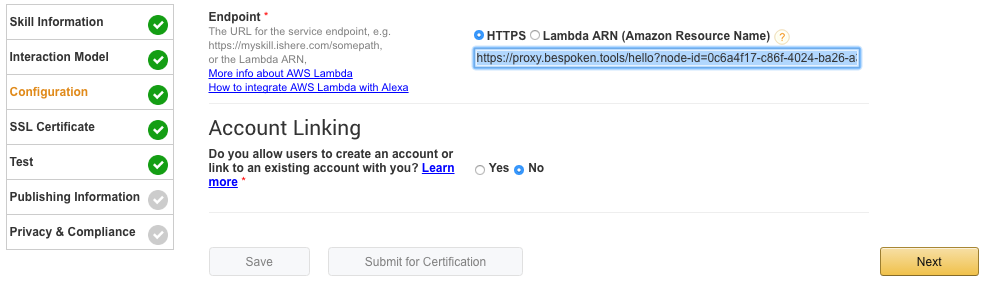 Skill Information
Interaction Model
Configuration
SSL Certificate
Test
Publishing Information
Privacy & Compliance
Endpoint *
The URL for the service endpoint, e.g.
https://myskill.ishere.com/somepath,
or the Lambda ARN,
More info about AWS Lambda
How to integrate AWS Lambda with Alexa
HTTPS Lambda ARN (Amazon Resource Name) ?
https://proxy.bespoken.tools/hello?node-id=0c6a4f17-c86f-4024-ba26-a
Account Linking
Do you allow users to create an account or
link to an existing account with you? Learn
more *
Yes No
Save
Submit for Certification
Next